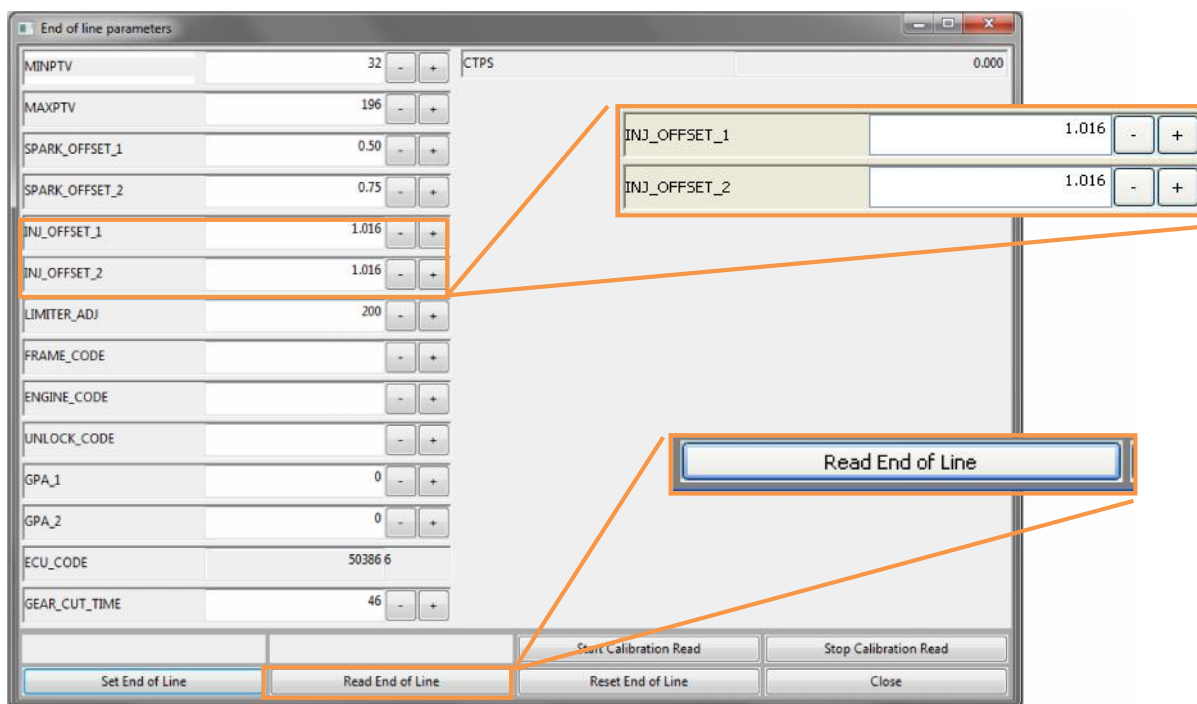 End of line parameters
MINPTV 32 - +
CTPS 0.000
MAXPTV 196 - +
SPARK_OFFSET_1 0.50 - +
SPARK_OFFSET_2 0.75 - +
INJ_OFFSET_1 1.016 - +
INJ_OFFSET_2 1.016 - +
LIMITER_ADJ 200 - +
FRAME_CODE - +
ENGINE_CODE - +
UNLOCK_CODE - +
GPA_1 0 - +
GPA_2 0 - +
ECU_CODE 50386 6
GEAR_CUT_TIME 46 - +
INJ_OFFSET_1 1.016 - +
INJ_OFFSET_2 1.016 - +
Read End of Line
Start Calibration Read Stop Calibration Read
Set End of Line Read End of Line Reset End of Line Close